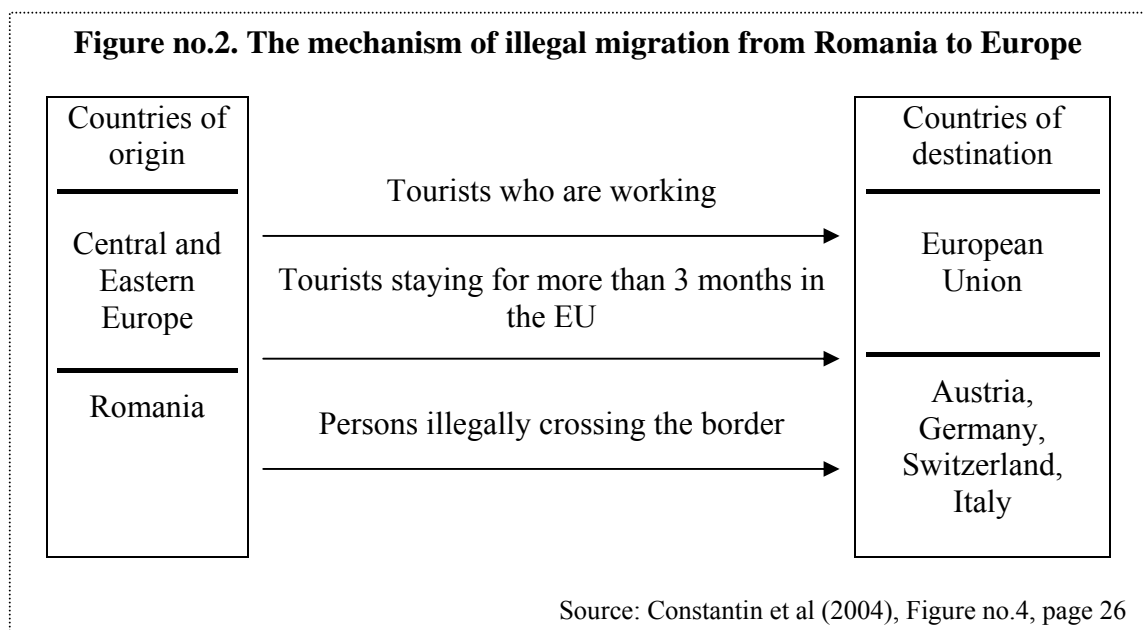 Figure no.2. The mechanism of illegal migration from Romania to Europe
Countries of
origin
Central and
Eastern
Europe
Romania
Tourists who are working
Tourists staying for more than 3 months in
the EU
Persons illegally crossing the border
Countries of
destination
European
Union
Austria,
Germany,
Switzerland,
Italy
Source: Constantin et al (2004), Figure no.4, page 26